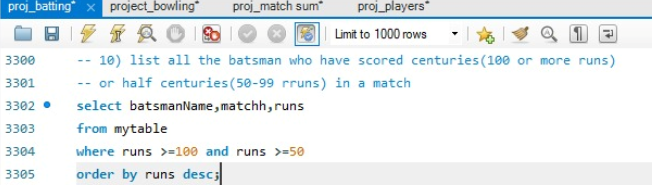 proj_batting* project_bowling* proj_match sum* proj_players*
Limit to 1000 rows
3300 -- 10) list all the batsman who have scored centuries(100 or more runs)
3301 -- or half centuries(50-99 rruns) in a match
3302 select batsmanName,matchh,runs
3303 from mytable
3304 where runs >=100 and runs >=50
3305 order by runs desc;